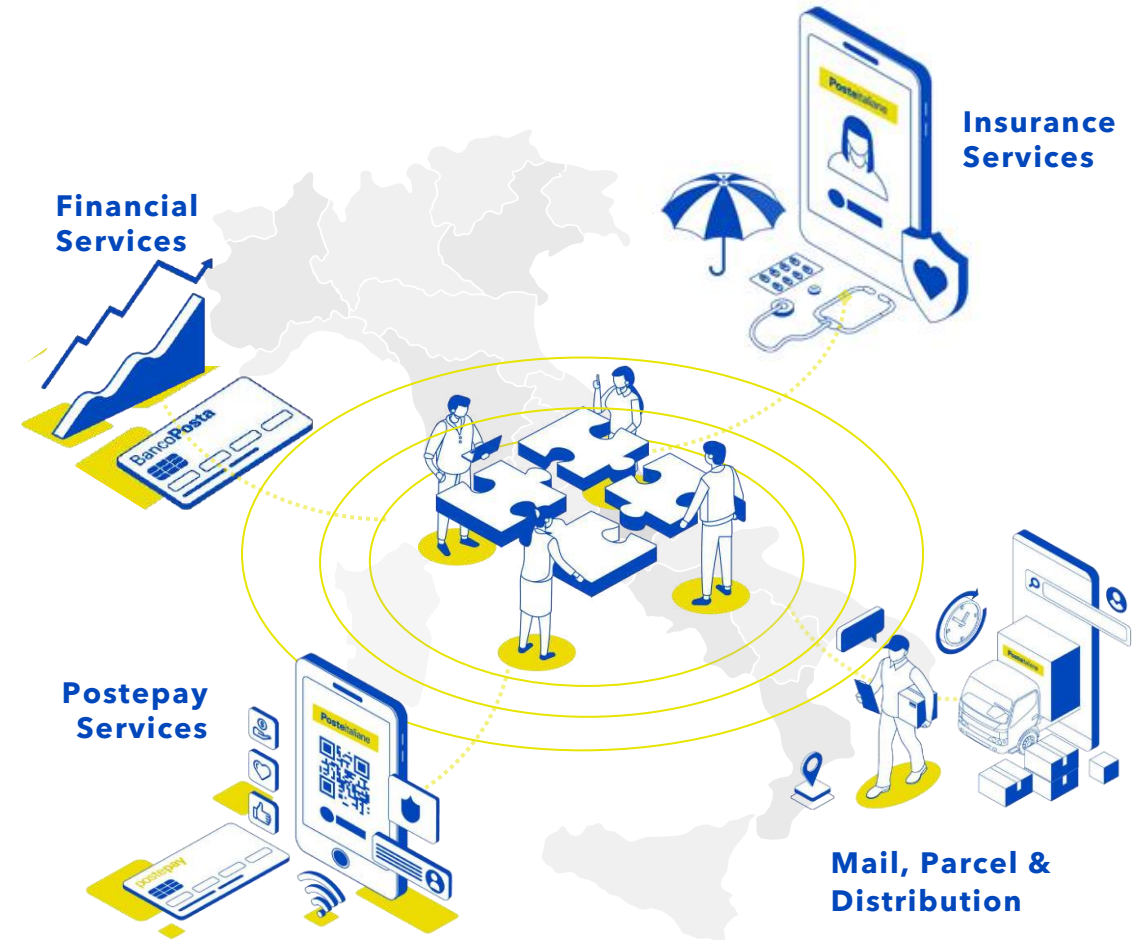 Insurance
Services
Posteitaliane
Financial
Services
BancoPosta
Postepay
Services
Posteitaliane
postepay
Posteitaliane
Mail, Parcel &
Distribution